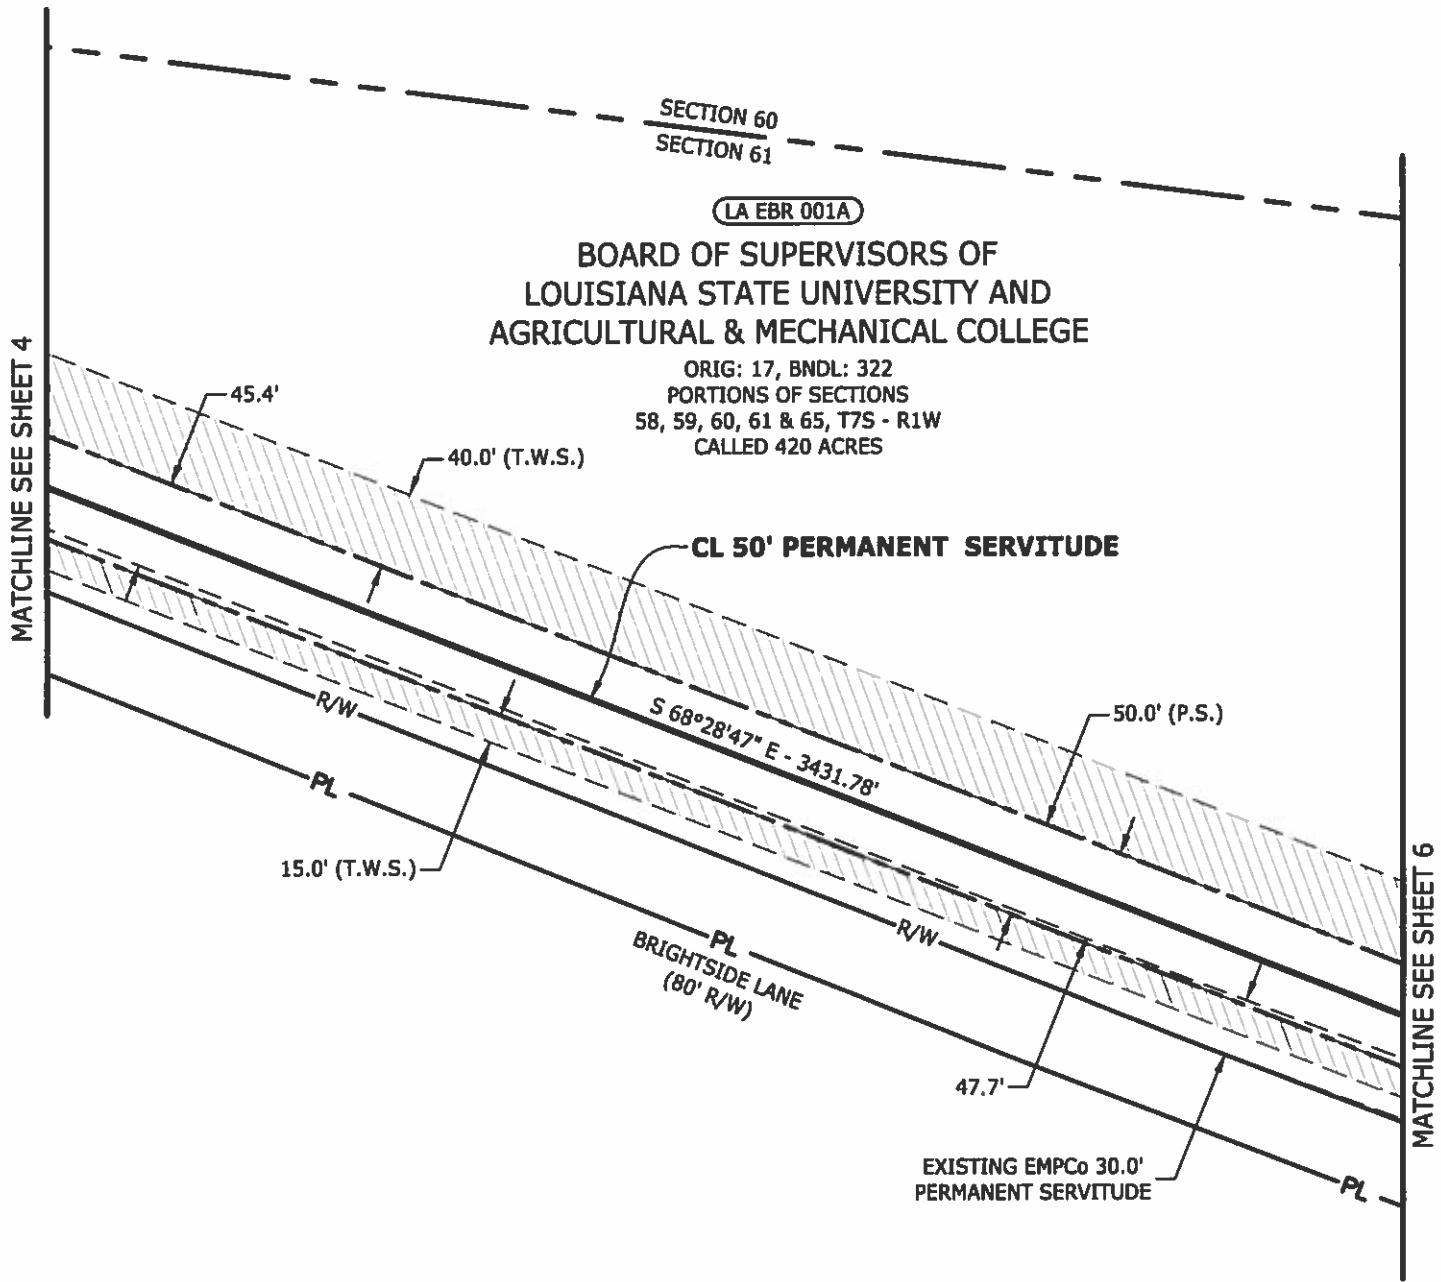 SECTION 60
SECTION 61
LA EBR 001A
BOARD OF SUPERVISORS OF
LOUISIANA STATE UNIVERSITY AND
AGRICULTURAL & MECHANICAL COLLEGE
ORIG: 17, BNDL: 322
PORTIONS OF SECTIONS
58, 59, 60, 61 & 65, T7S - R1W
CALLED 420 ACRES
MATCHLINE SEE SHEET 4
45.4'
40.0' (T.W.S.)
CL 50' PERMANENT SERVITUDE
S 68°28'47" E - 3431.78'
50.0' (P.S.)
R/W
PL
15.0' (T.W.S.)
R/W
PL
BRIGHTSIDE LANE
(80' R/W)
47.7'
EXISTING EMPCo 30.0'
PERMANENT SERVITUDE
PL
MATCHLINE SEE SHEET 6